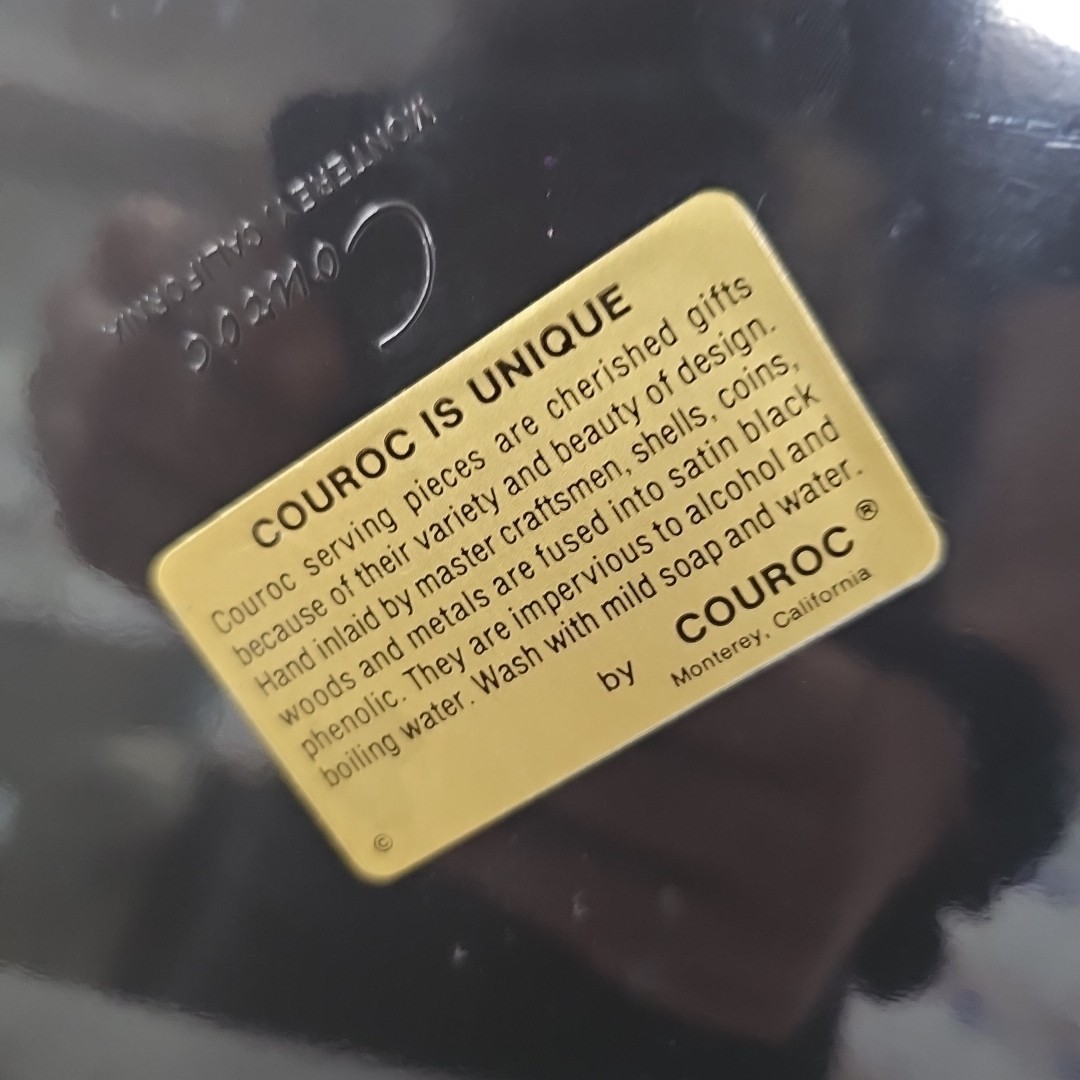 COUROC IS UNIQUE
Couroc serving pieces are cherished gifts
because of their variety and beauty of design.
Hand inlaid by master craftsmen, shells, coins,
woods and metals are fused into satin black
phenolic. They are impervious to alcohol and
boiling water. Wash with mild soap and water.
by COUROC ®
Monterey, California
©
Couroc
MONTEREY, CALIFORNIA